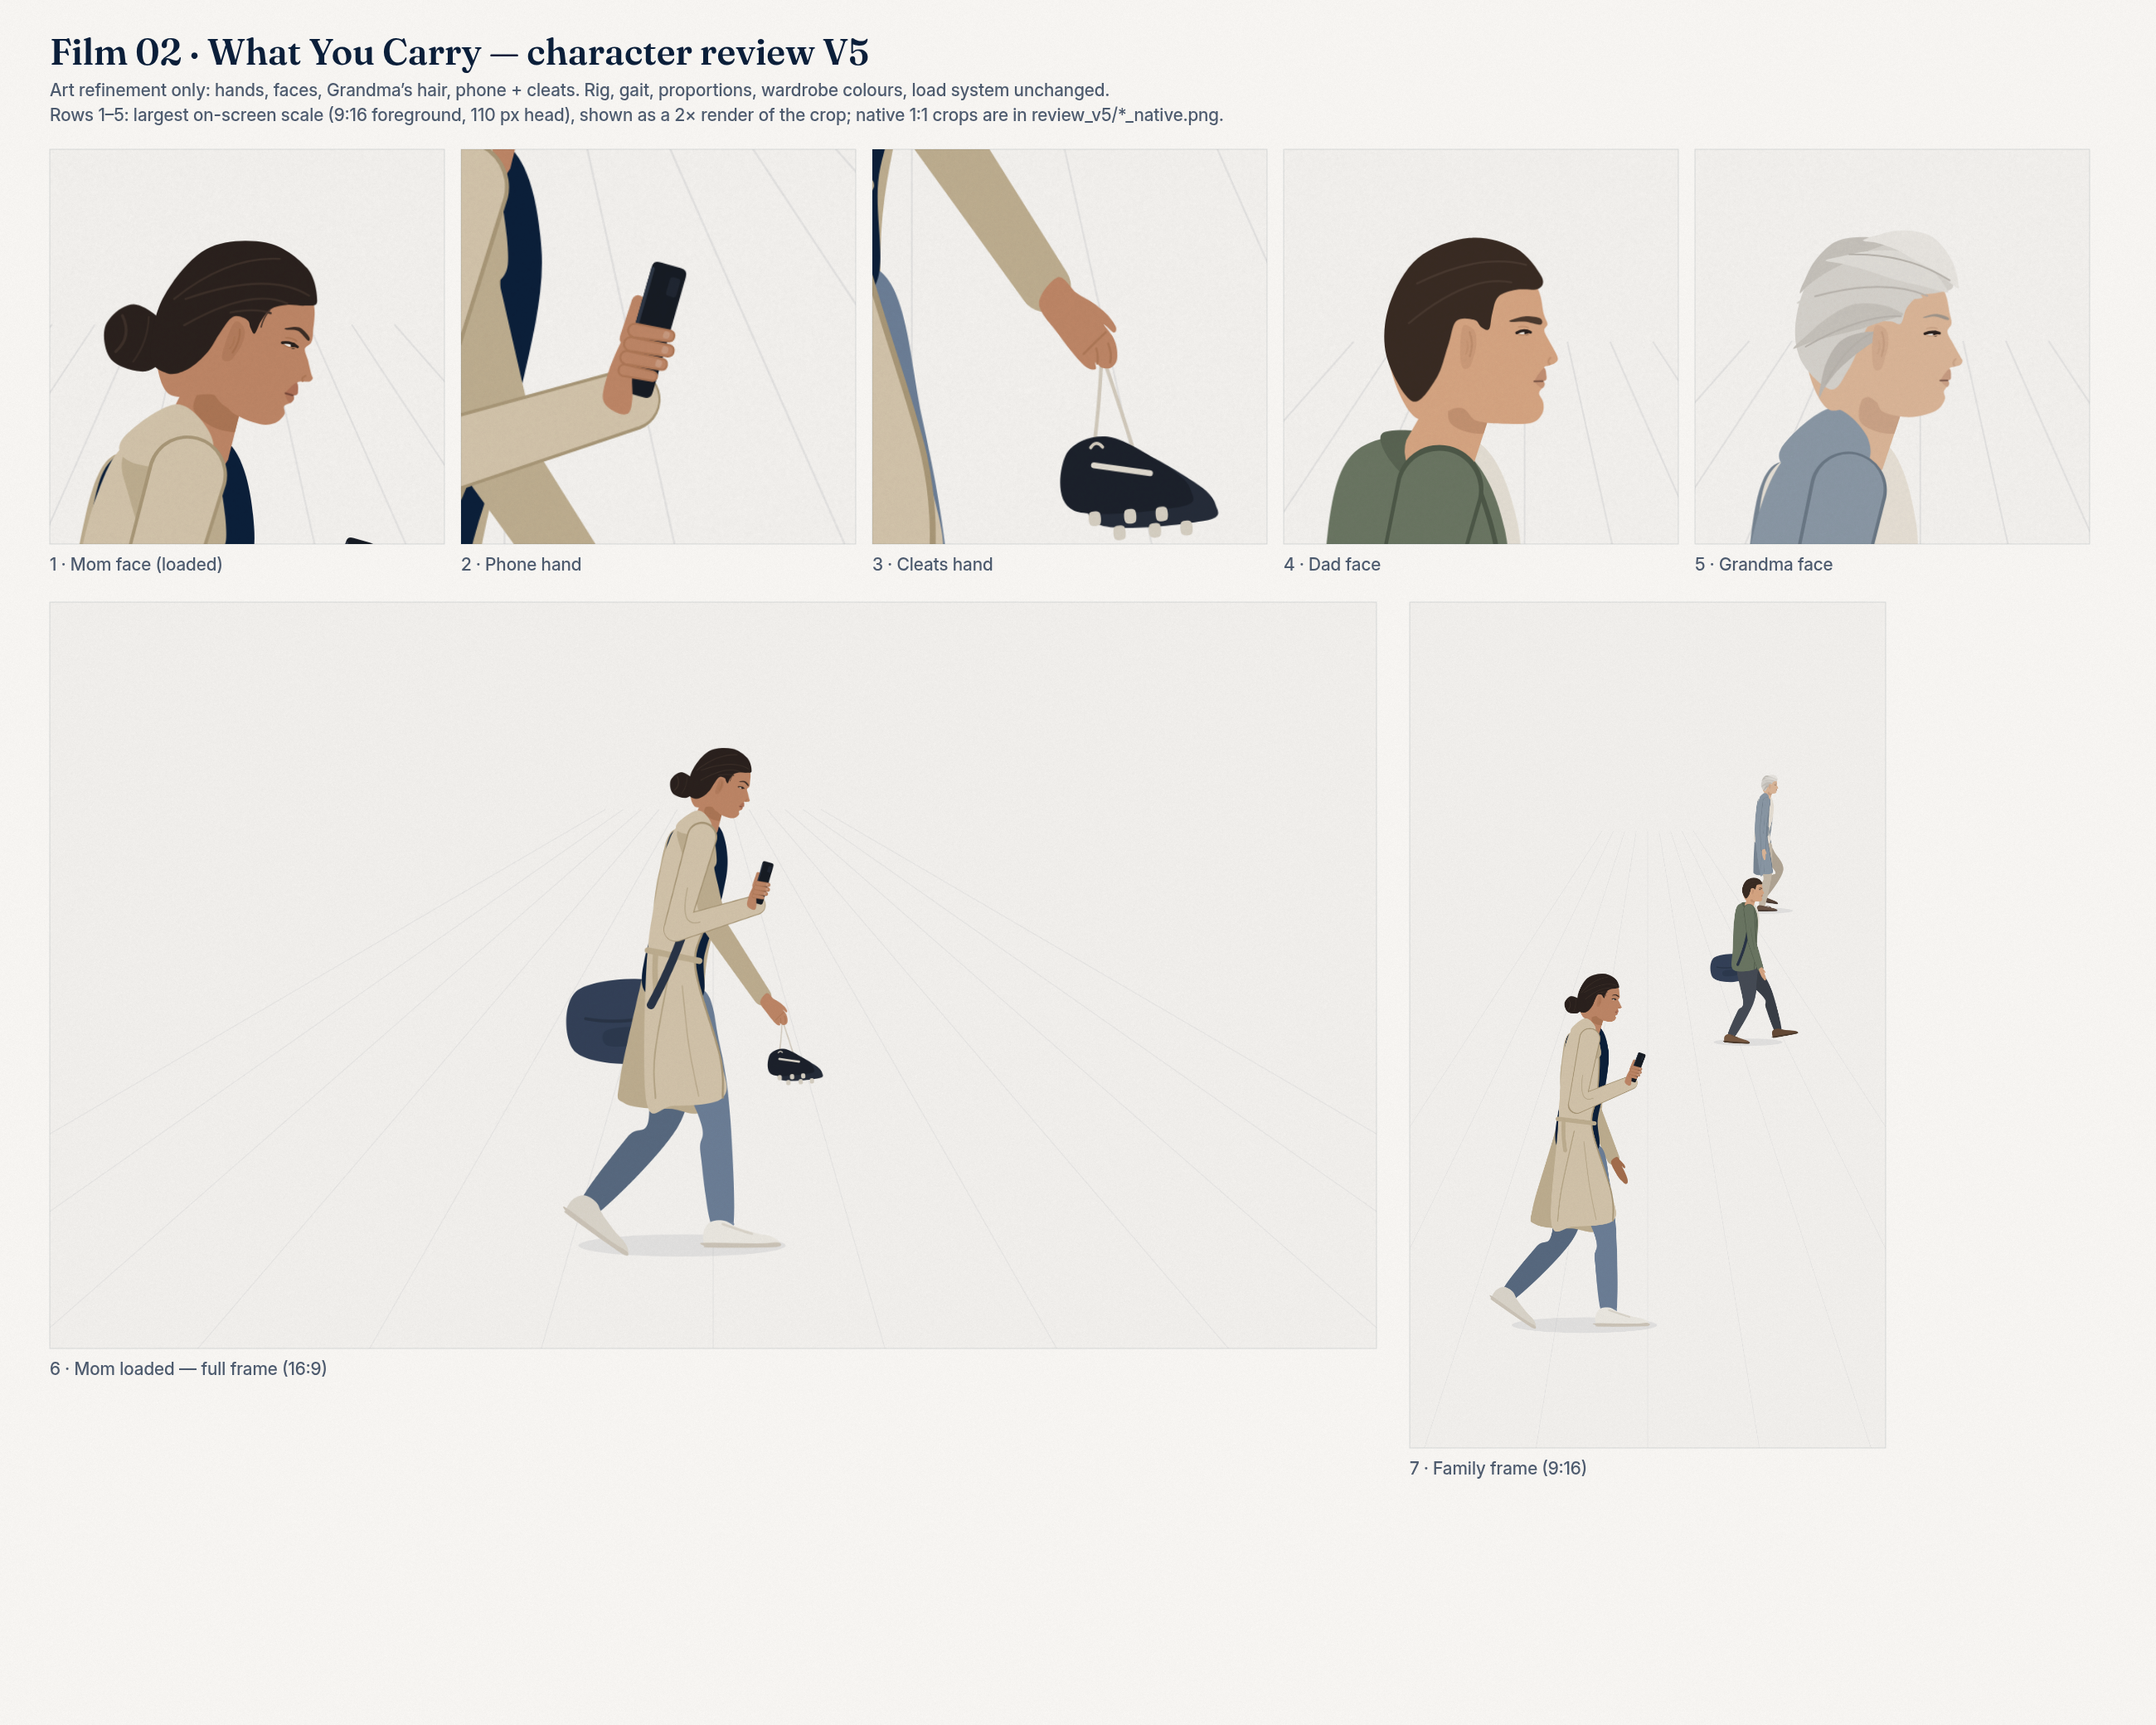 Film 02 · What You Carry — character review V5
Art refinement only: hands, faces, Grandma’s hair, phone + cleats. Rig, gait, proportions, wardrobe colours, load system unchanged.
Rows 1–5: largest on-screen scale (9:16 foreground, 110 px head), shown as a 2× render of the crop; native 1:1 crops are in review_v5/*_native.png.
1 · Mom face (loaded)
2 · Phone hand
3 · Cleats hand
4 · Dad face
5 · Grandma face
6 · Mom loaded — full frame (16:9)
7 · Family frame (9:16)